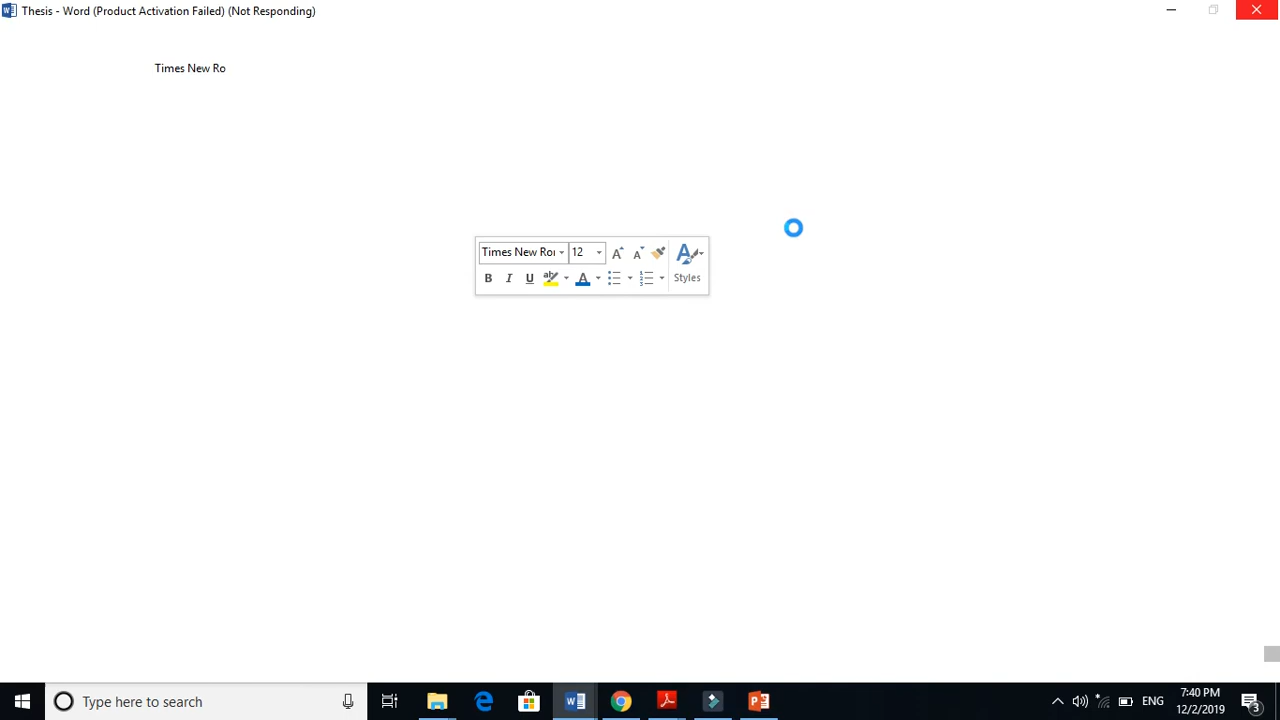 Thesis - Word (Product Activation Failed) (Not Responding)
Times New Ro
Times New Ror 12
B I U
Styles
Type here to search
ENG
7:40 PM
12/2/2019
3